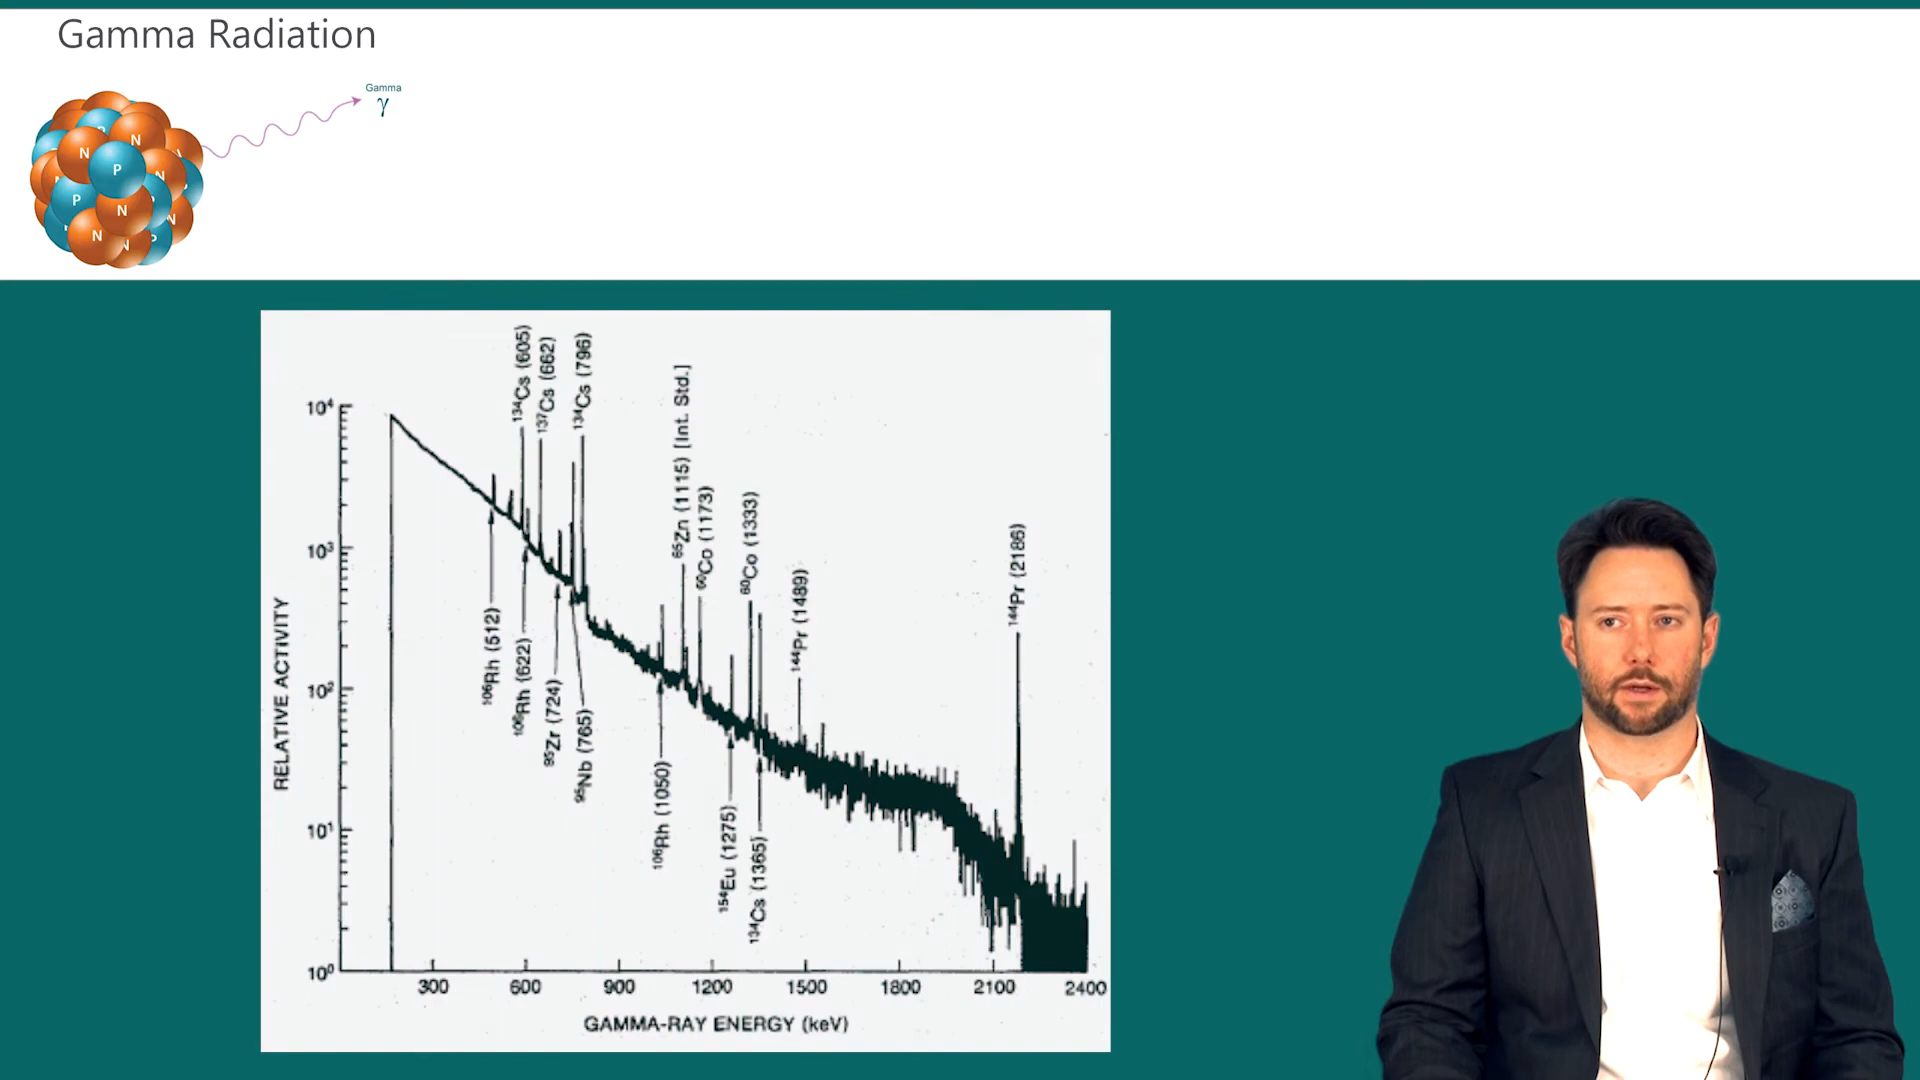 Gamma Radiation
Gamma
γ
N
P
N
N
P
N
N
N
N
P
¹³⁴Cs (605)
¹³⁷Cs (662)
¹³⁴Cs (796)
⁶⁵Zn (1115) [Int. Std.]
⁶⁰Co (1173)
⁶⁰Co (1333)
¹⁴⁴Pr (1489)
¹⁴⁴Pr (2186)
¹⁰⁶Rh (512)
¹⁰⁶Rh (622)
⁹⁵Zr (724)
⁹⁵Nb (765)
¹⁰⁶Rh (1050)
¹⁵⁴Eu (1275)
¹³⁴Cs (1365)
RELATIVE ACTIVITY
10⁴
10³
10²
10¹
10⁰
300 600 900 1200 1500 1800 2100 2400
GAMMA-RAY ENERGY (keV)